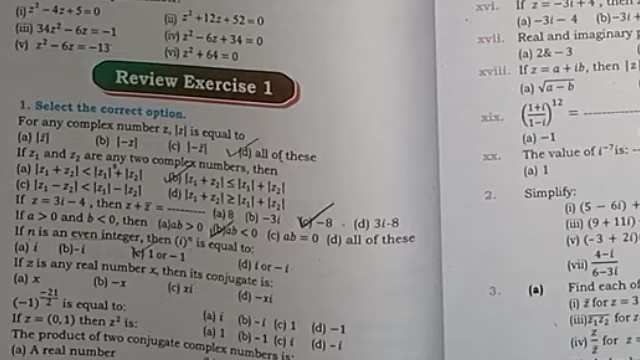 (i) z² -4z+5=0
(ii) z² +12z+52=0
(iii) 34z² -6z=-1
(iv) z² -6z+34=0
(v) z² -6z=-13
(vi) z² +64=0
Review Exercise 1
1. Select the correct option.
For any complex number z, |z| is equal to
(a) |z̄| (b) |-z| (c) |-z̄| (d) all of these
If z₁ and z₂ are any two complex numbers, then
(a) |z₁ + z₂| < |z₁|+|z₂| (b) |z₁ + z₂| ≤ |z₁|+|z₂|
(c) |z₁ - z₂| < |z₁|-|z₂| (d) |z₁ + z₂| ≥ |z₁|+|z₂|
If z = 3i-4, then z+z̄ = --------- (a) 8 (b) -3i (c) -8 (d) 3i-8
If a > 0 and b < 0, then (a)ab > 0 (b)ab < 0 (c) ab = 0 (d) all of these
If n is an even integer, then (i)ⁿ is equal to:
(a) i (b)-i (c) 1 or -1 (d) i or -i
If z is any real number x, then its conjugate is:
(a) x (b) -x (c) xi (d) -xi
(-1)^(-21/2) is equal to: (a) i (b) -i (c) 1 (d) -1
If z = (0,1) then z² is: (a) 1 (b) -1 (c) i (d) -i
The product of two conjugate complex numbers is:
(a) A real number
xvi. If z = -3i+4, then
(a) -3i - 4 (b) -3i +
xvii. Real and imaginary
(a) 2& - 3
xviii. If z = a + ib, then |z|
(a) √(a-b)
xix. ((1+i)/(1-i))¹² = ---------
(a) -1
xx. The value of i⁻⁷is: --
(a) 1
2. Simplify:
(i) (5 - 6i) +
(iii) (9 + 11i)
(v) (-3 + 2i)
(vii) (4-i)/(6-3i)
3. (a) Find each of
(i) z̄ for z = 3
(iii) z₁z₂ for z
(iv) z/z̄ for z =